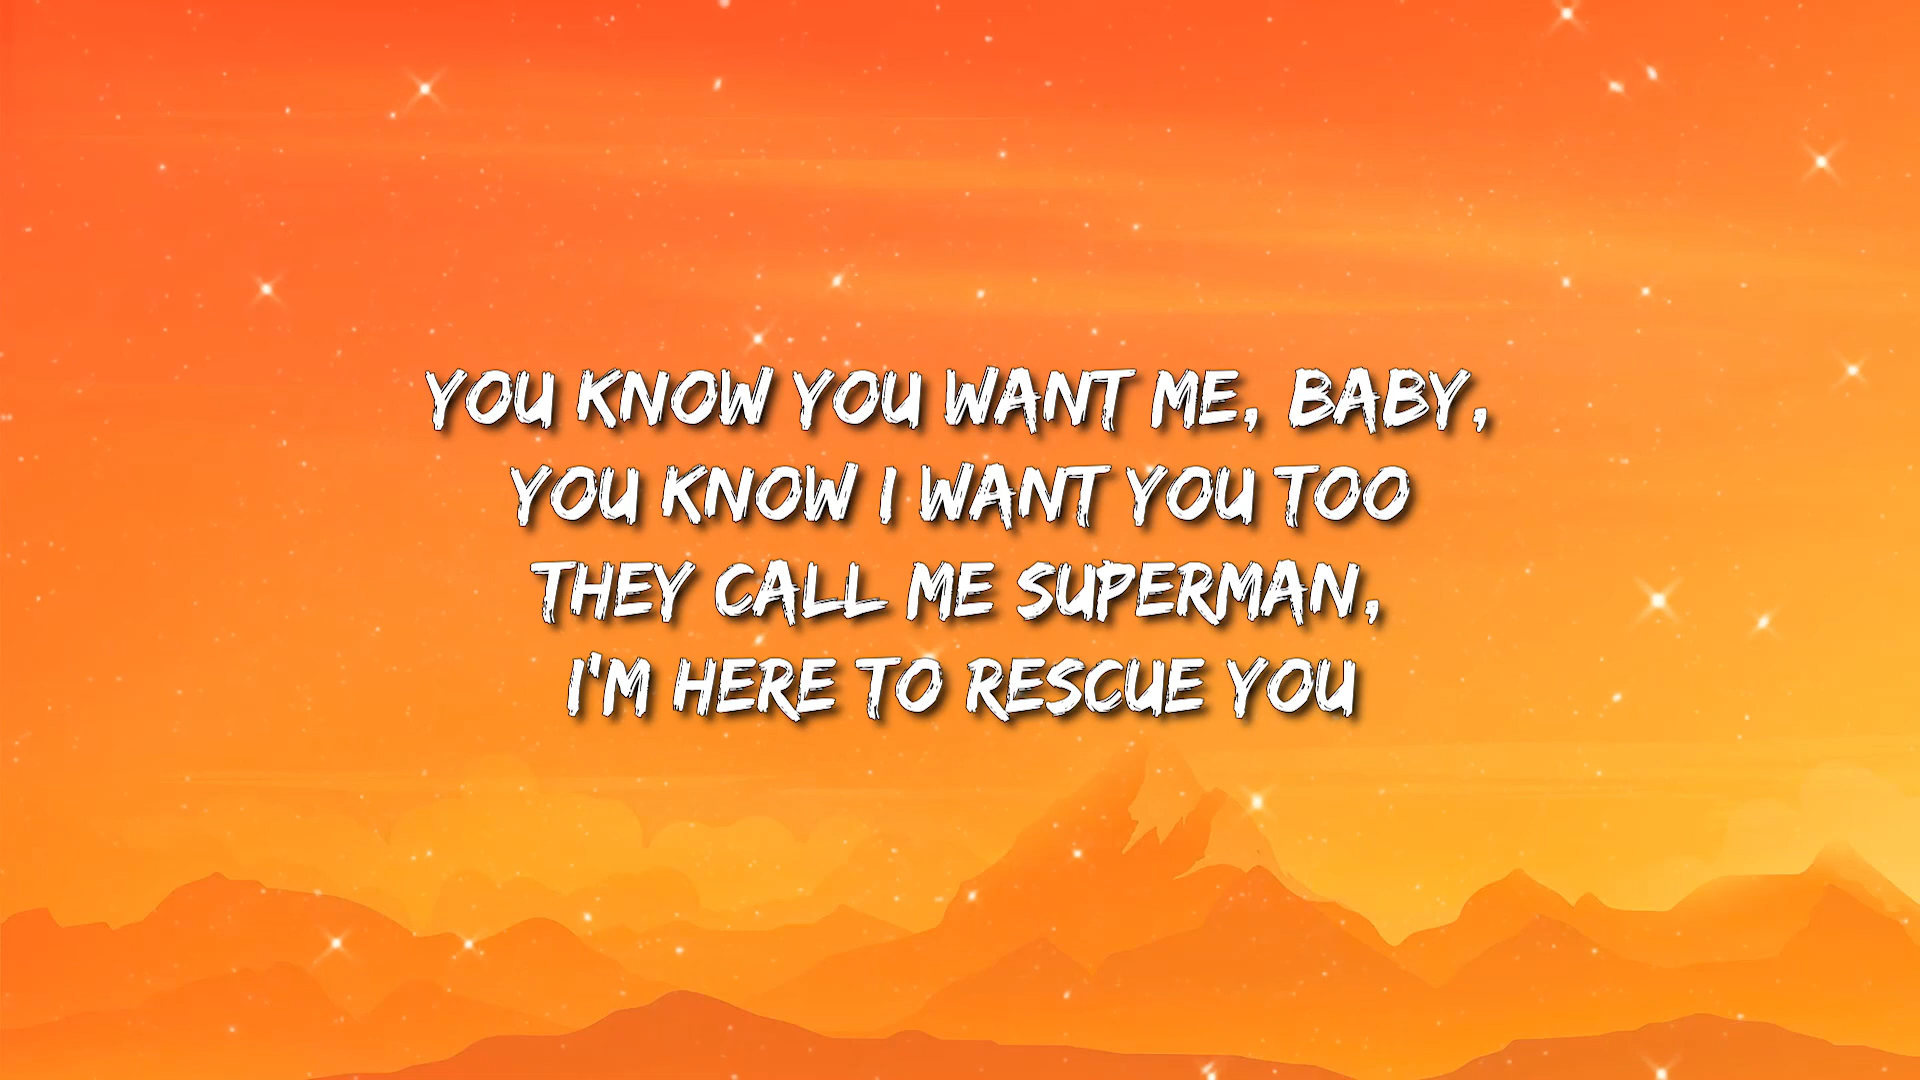 YOU KNOW YOU WANT ME, BABY,
YOU KNOW I WANT YOU TOO
THEY CALL ME SUPERMAN,
I'M HERE TO RESCUE YOU